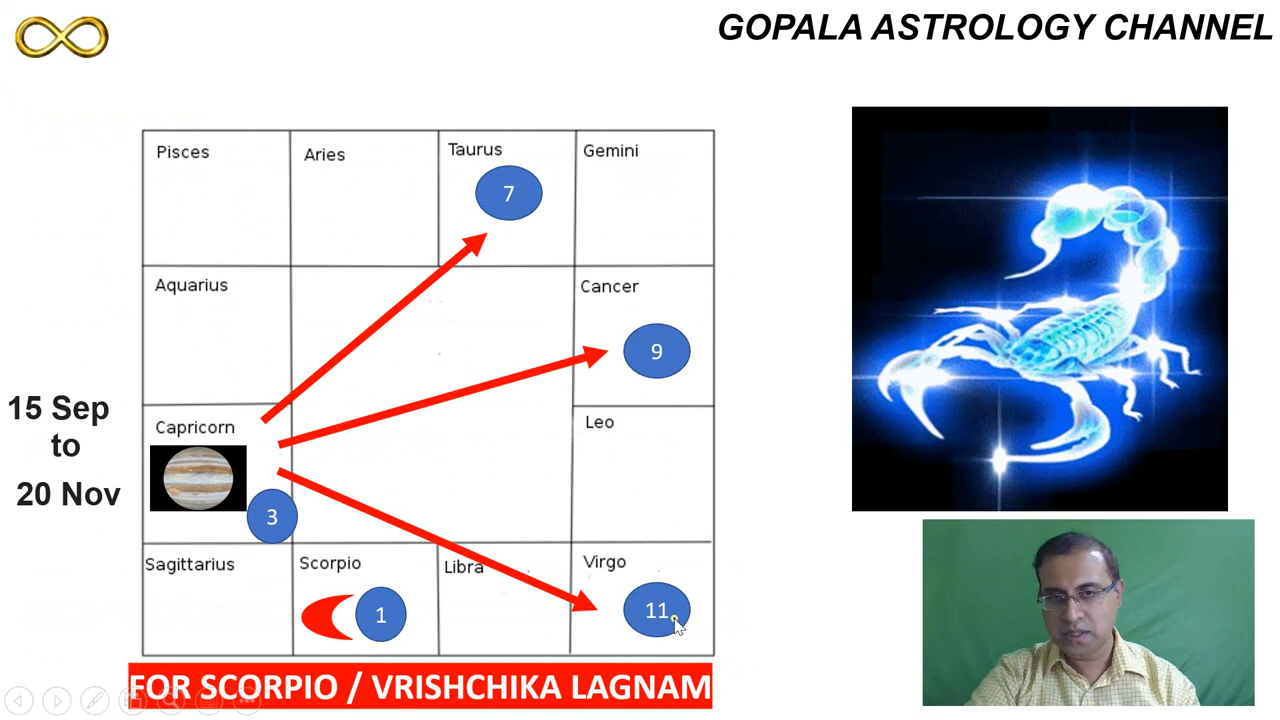 GOPALA ASTROLOGY CHANNEL
Pisces
Aries
Taurus
Gemini
7
Aquarius
Cancer
9
15 Sep
to
20 Nov
Capricorn
3
Leo
Sagittarius
Scorpio
1
Libra
Virgo
11
FOR SCORPIO / VRISHCHIKA LAGNAM